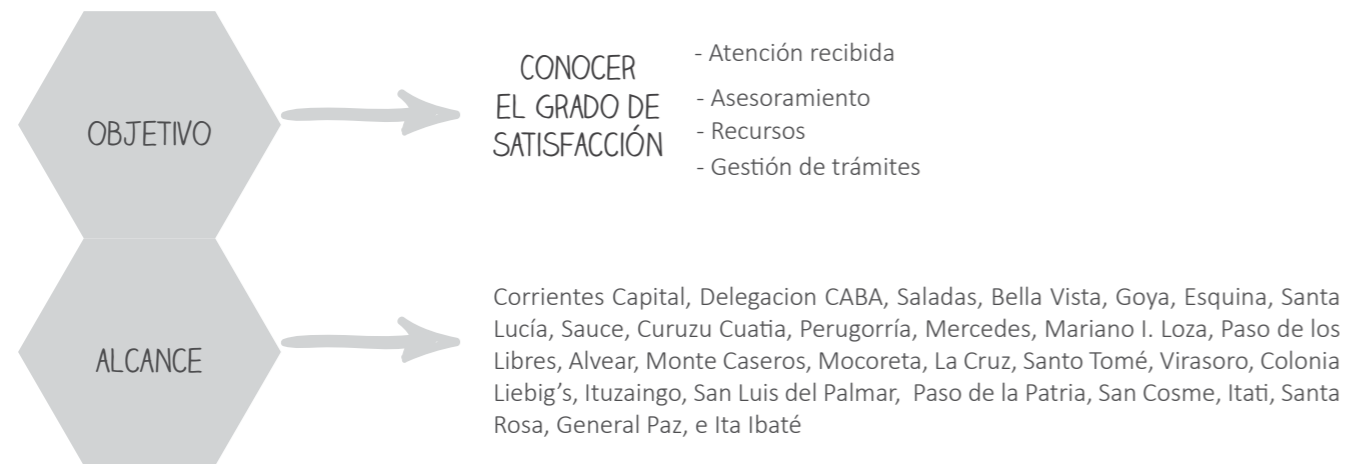 OBJETIVO
CONOCER
EL GRADO DE
SATISFACCIÓN
- Atención recibida
- Asesoramiento
- Recursos
- Gestión de trámites
ALCANCE
Corrientes Capital, Delegacion CABA, Saladas, Bella Vista, Goya, Esquina, Santa
Lucía, Sauce, Curuzu Cuatia, Perugorría, Mercedes, Mariano I. Loza, Paso de los
Libres, Alvear, Monte Caseros, Mocoreta, La Cruz, Santo Tomé, Virasoro, Colonia
Liebig's, Ituzaingo, San Luis del Palmar, Paso de la Patria, San Cosme, Itatí, Santa
Rosa, General Paz, e Ita Ibaté